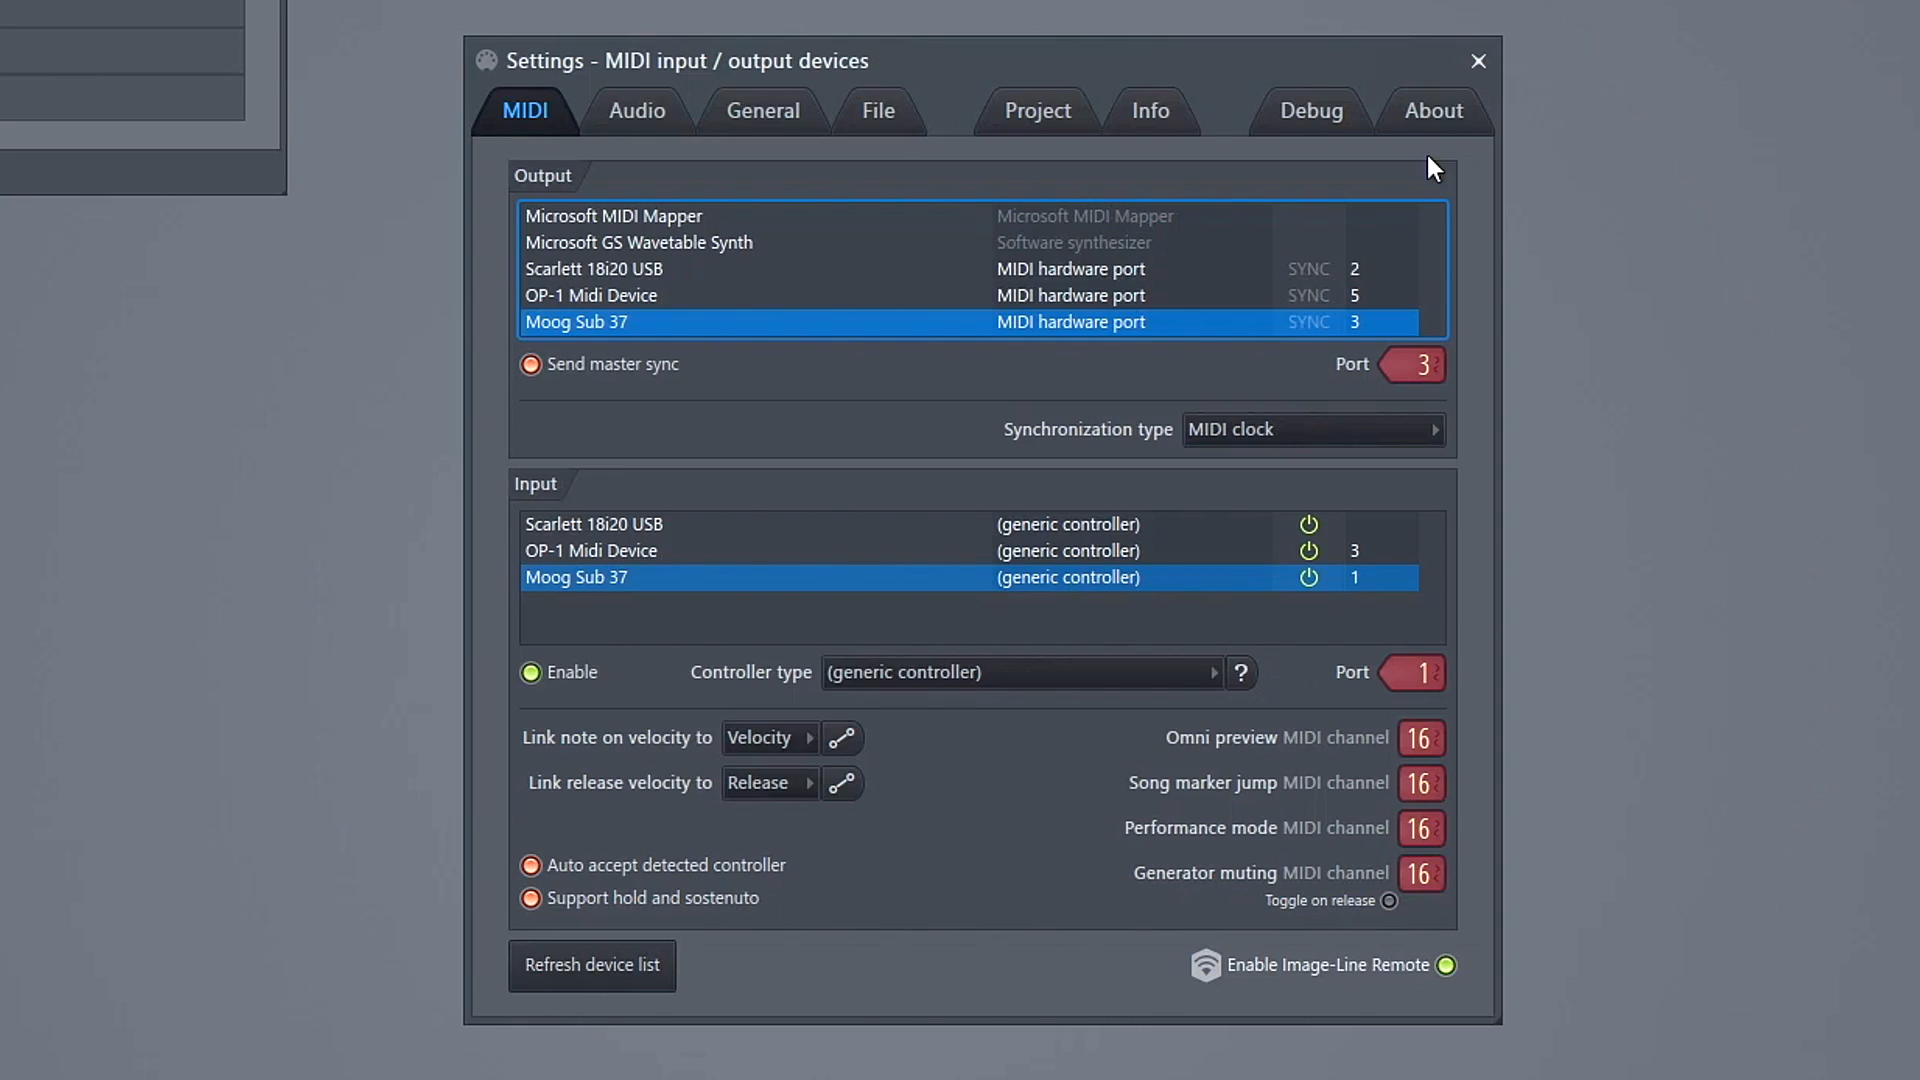 Settings - MIDI input / output devices
MIDI Audio General File Project Info Debug About
Output
Microsoft MIDI Mapper Microsoft MIDI Mapper
Microsoft GS Wavetable Synth Software synthesizer
Scarlett 18i20 USB MIDI hardware port SYNC 2
OP-1 Midi Device MIDI hardware port SYNC 5
Moog Sub 37 MIDI hardware port SYNC 3
Send master sync Port 3
Synchronization type MIDI clock
Input
Scarlett 18i20 USB (generic controller)
OP-1 Midi Device (generic controller) 3
Moog Sub 37 (generic controller) 1
Enable Controller type (generic controller) ? Port 1
Link note on velocity to Velocity Omni preview MIDI channel 16
Link release velocity to Release Song marker jump MIDI channel 16
Performance mode MIDI channel 16
Auto accept detected controller Generator muting MIDI channel 16
Support hold and sostenuto Toggle on release
Refresh device list Enable Image-Line Remote